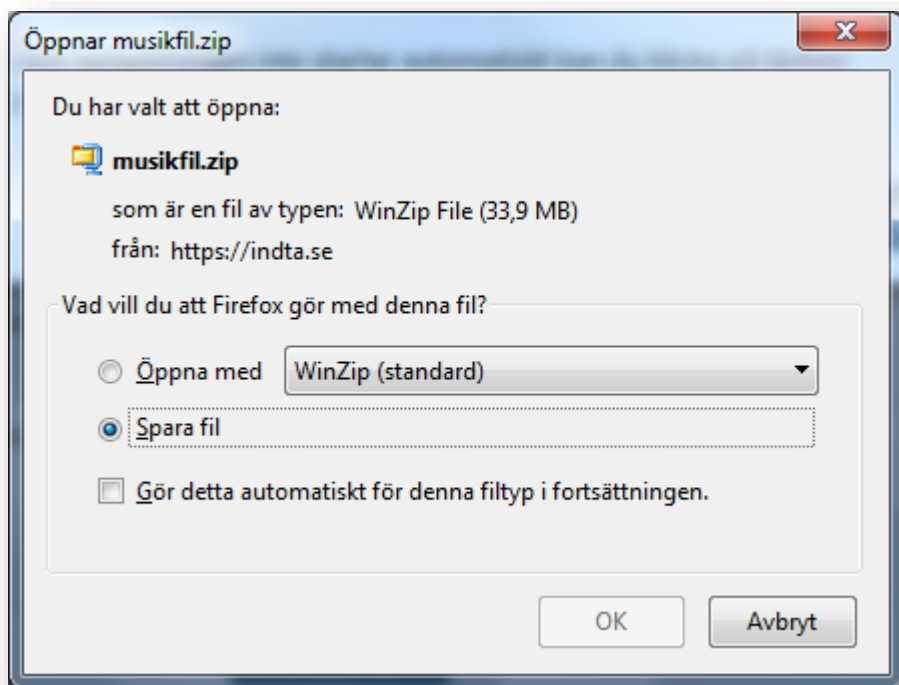 Öppnar musikfil.zip
Du har valt att öppna:
musikfil.zip
som är en fil av typen: WinZip File (33,9 MB)
från: https://indta.se
Vad vill du att Firefox gör med denna fil?
Öppna med WinZip (standard)
Spara fil
Gör detta automatiskt för denna filtyp i fortsättningen.
OK Avbryt